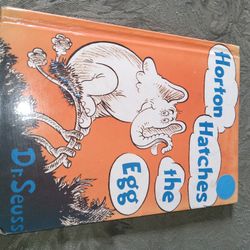 Horton
Hatches
the
Egg
Dr. Seuss